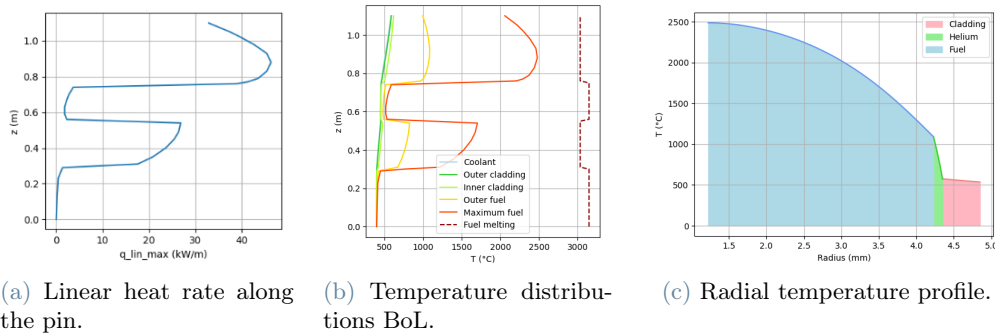 1.0
0.8
0.6
0.4
0.2
0.0
z (m)
0 10 20 30 40
q_lin_max (kW/m)
1.0
0.8
0.6
0.4
0.2
0.0
z (m)
Coolant
Outer cladding
Inner cladding
Outer fuel
Maximum fuel
Fuel melting
500 1000 1500 2000 2500 3000
T (°C)
2500
2000
1500
1000
500
0
T (°C)
Cladding
Helium
Fuel
1.5 2.0 2.5 3.0 3.5 4.0 4.5 5.0
Radius (mm)
(a) Linear heat rate along
the pin.
(b) Temperature distribu-
tions BoL.
(c) Radial temperature profile.